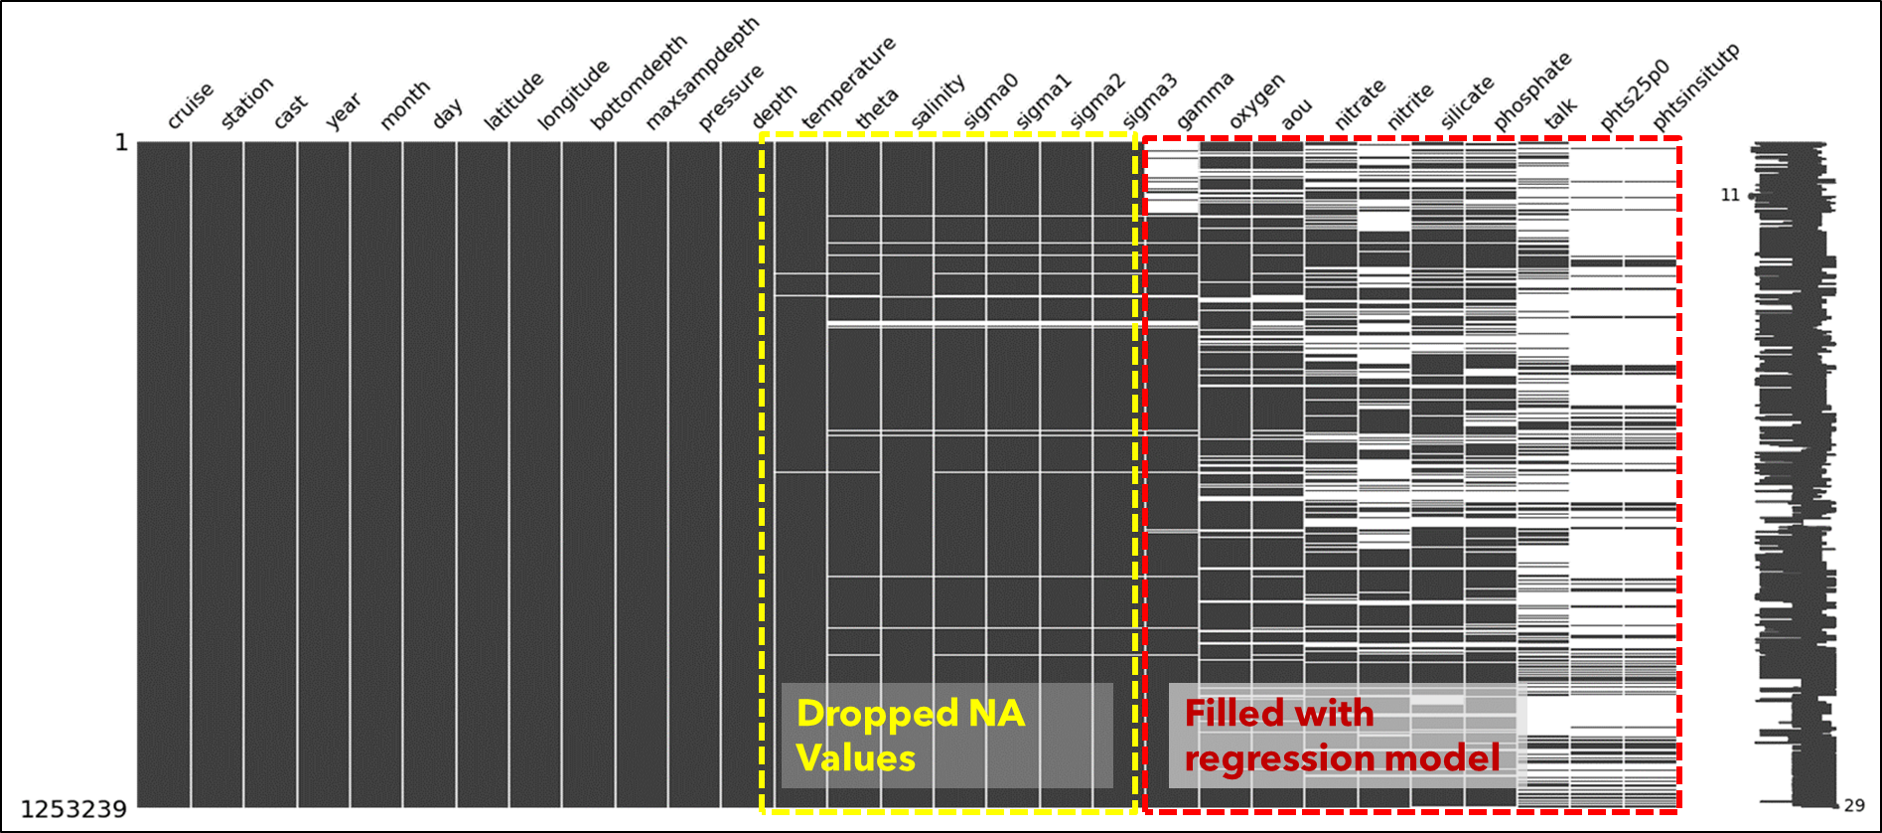 cruise
station
cast
year
month
day
latitude
longitude
bottomdepth
maxsampdepth
pressure
depth
temperature
theta
salinity
sigma0
sigma1
sigma2
sigma3
gamma
oxygen
aou
nitrate
nitrite
silicate
phosphate
talk
phts25p0
phtsinsitutp
1
11
Dropped NA
Values
Filled with
regression model
1253239
29